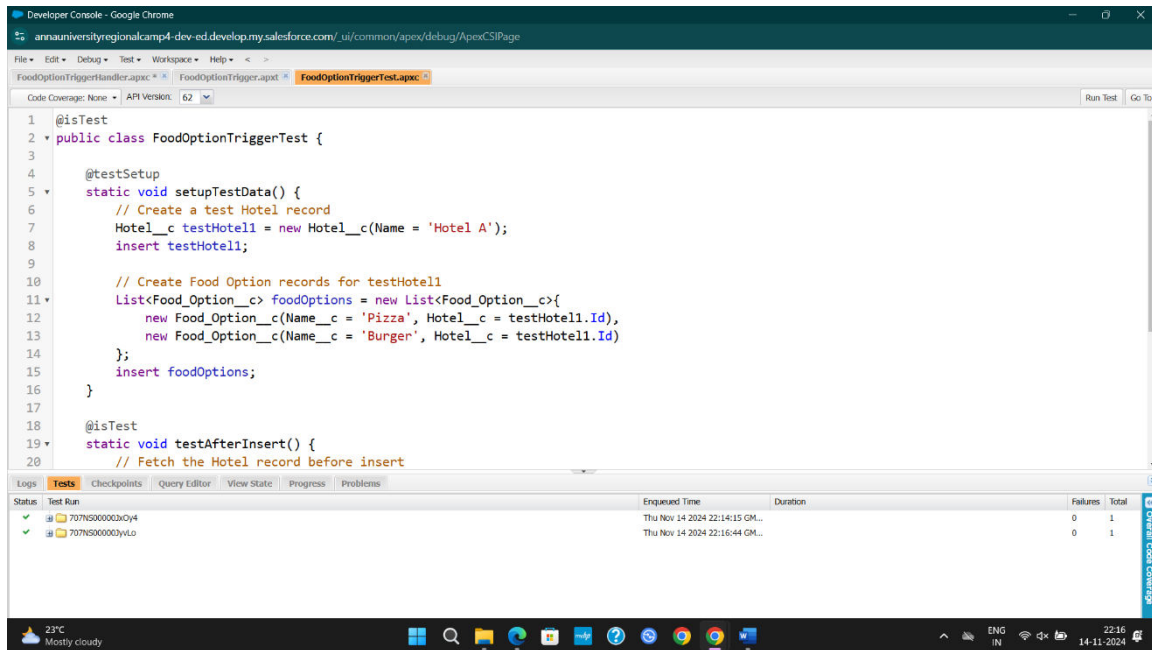 Developer Console - Google Chrome
annauniversityregionalcamp4-dev-ed.develop.my.salesforce.com/_ui/common/apex/debug/ApexCSIPage
File Edit Debug Test Workspace Help < >
FoodOptionTriggerHandler.apxc * FoodOptionTrigger.apxt FoodOptionTriggerTest.apxc
Code Coverage: None API Version: 62 Run Test Go To
1 @isTest
2 public class FoodOptionTriggerTest {
3
4 @testSetup
5 static void setupTestData() {
6 // Create a test Hotel record
7 Hotel__c testHotel1 = new Hotel__c(Name = 'Hotel A');
8 insert testHotel1;
9
10 // Create Food Option records for testHotel1
11 List<Food_Option__c> foodOptions = new List<Food_Option__c>{
12 new Food_Option__c(Name__c = 'Pizza', Hotel__c = testHotel1.Id),
13 new Food_Option__c(Name__c = 'Burger', Hotel__c = testHotel1.Id)
14 };
15 insert foodOptions;
16 }
17
18 @isTest
19 static void testAfterInsert() {
20 // Fetch the Hotel record before insert
Logs Tests Checkpoints Query Editor View State Progress Problems
Status Test Run Enqueued Time Duration Failures Total
707NS00000JxOy4 Thu Nov 14 2024 22:14:15 GM... 0 1
707NS00000JyvLo Thu Nov 14 2024 22:16:44 GM... 0 1
Overall Code Coverage
23°C
Mostly cloudy
ENG
IN
22:16
14-11-2024